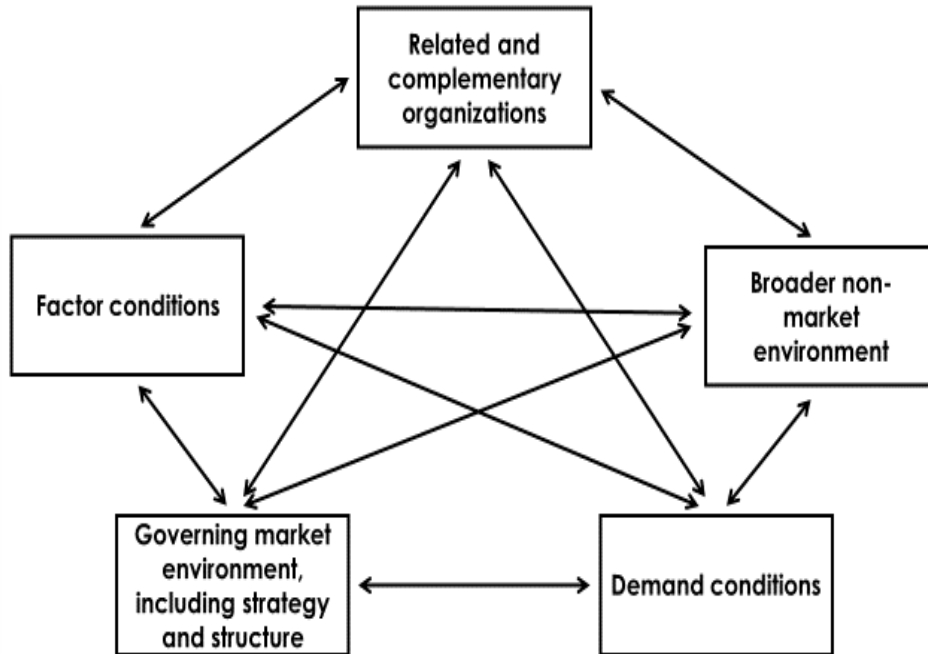 Related and
complementary
organizations
Factor conditions
Broader non-
market
environment
Governing market
environment,
including strategy
and structure
Demand conditions